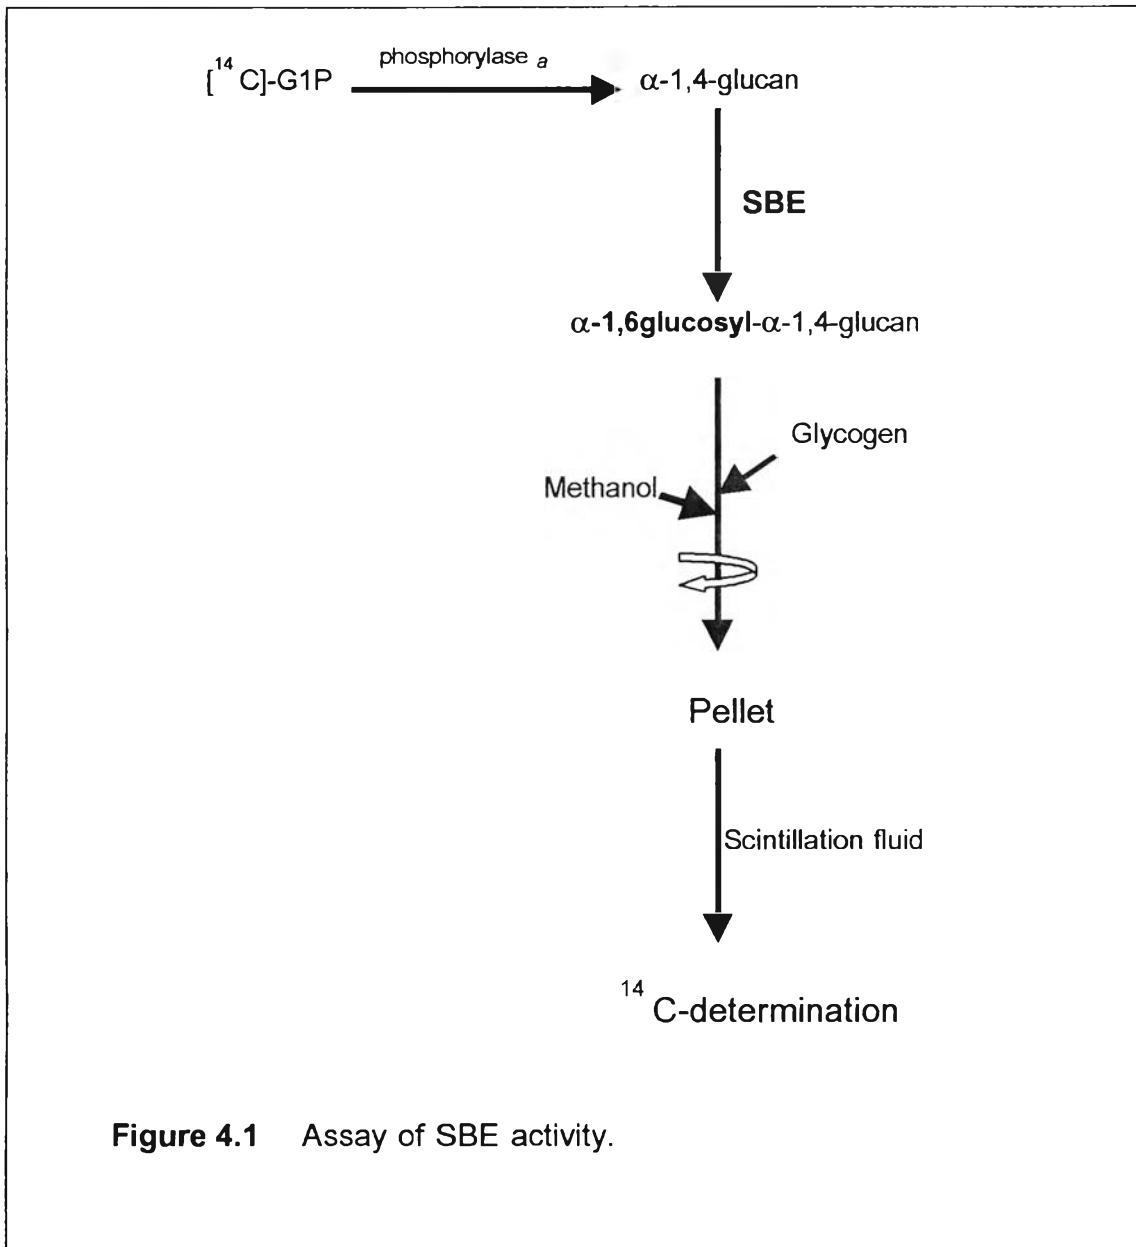 phosphorylase a
[¹⁴C]-G1P
α-1,4-glucan
SBE
α-1,6glucosyl-α-1,4-glucan
Glycogen
Methanol
Pellet
Scintillation fluid
¹⁴C-determination
Figure 4.1 Assay of SBE activity.